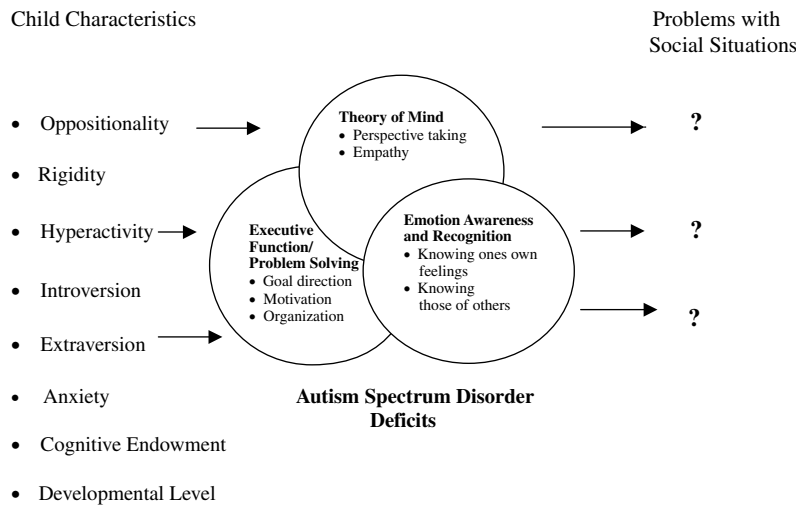 Child Characteristics
Problems with
Social Situations
• Oppositionality
• Rigidity
• Hyperactivity
• Introversion
• Extraversion
• Anxiety
• Cognitive Endowment
• Developmental Level
Theory of Mind
• Perspective taking
• Empathy
Executive
Function/
Problem Solving
• Goal direction
• Motivation
• Organization
Emotion Awareness
and Recognition
• Knowing ones own
feelings
• Knowing
those of others
Autism Spectrum Disorder
Deficits
?
?
?